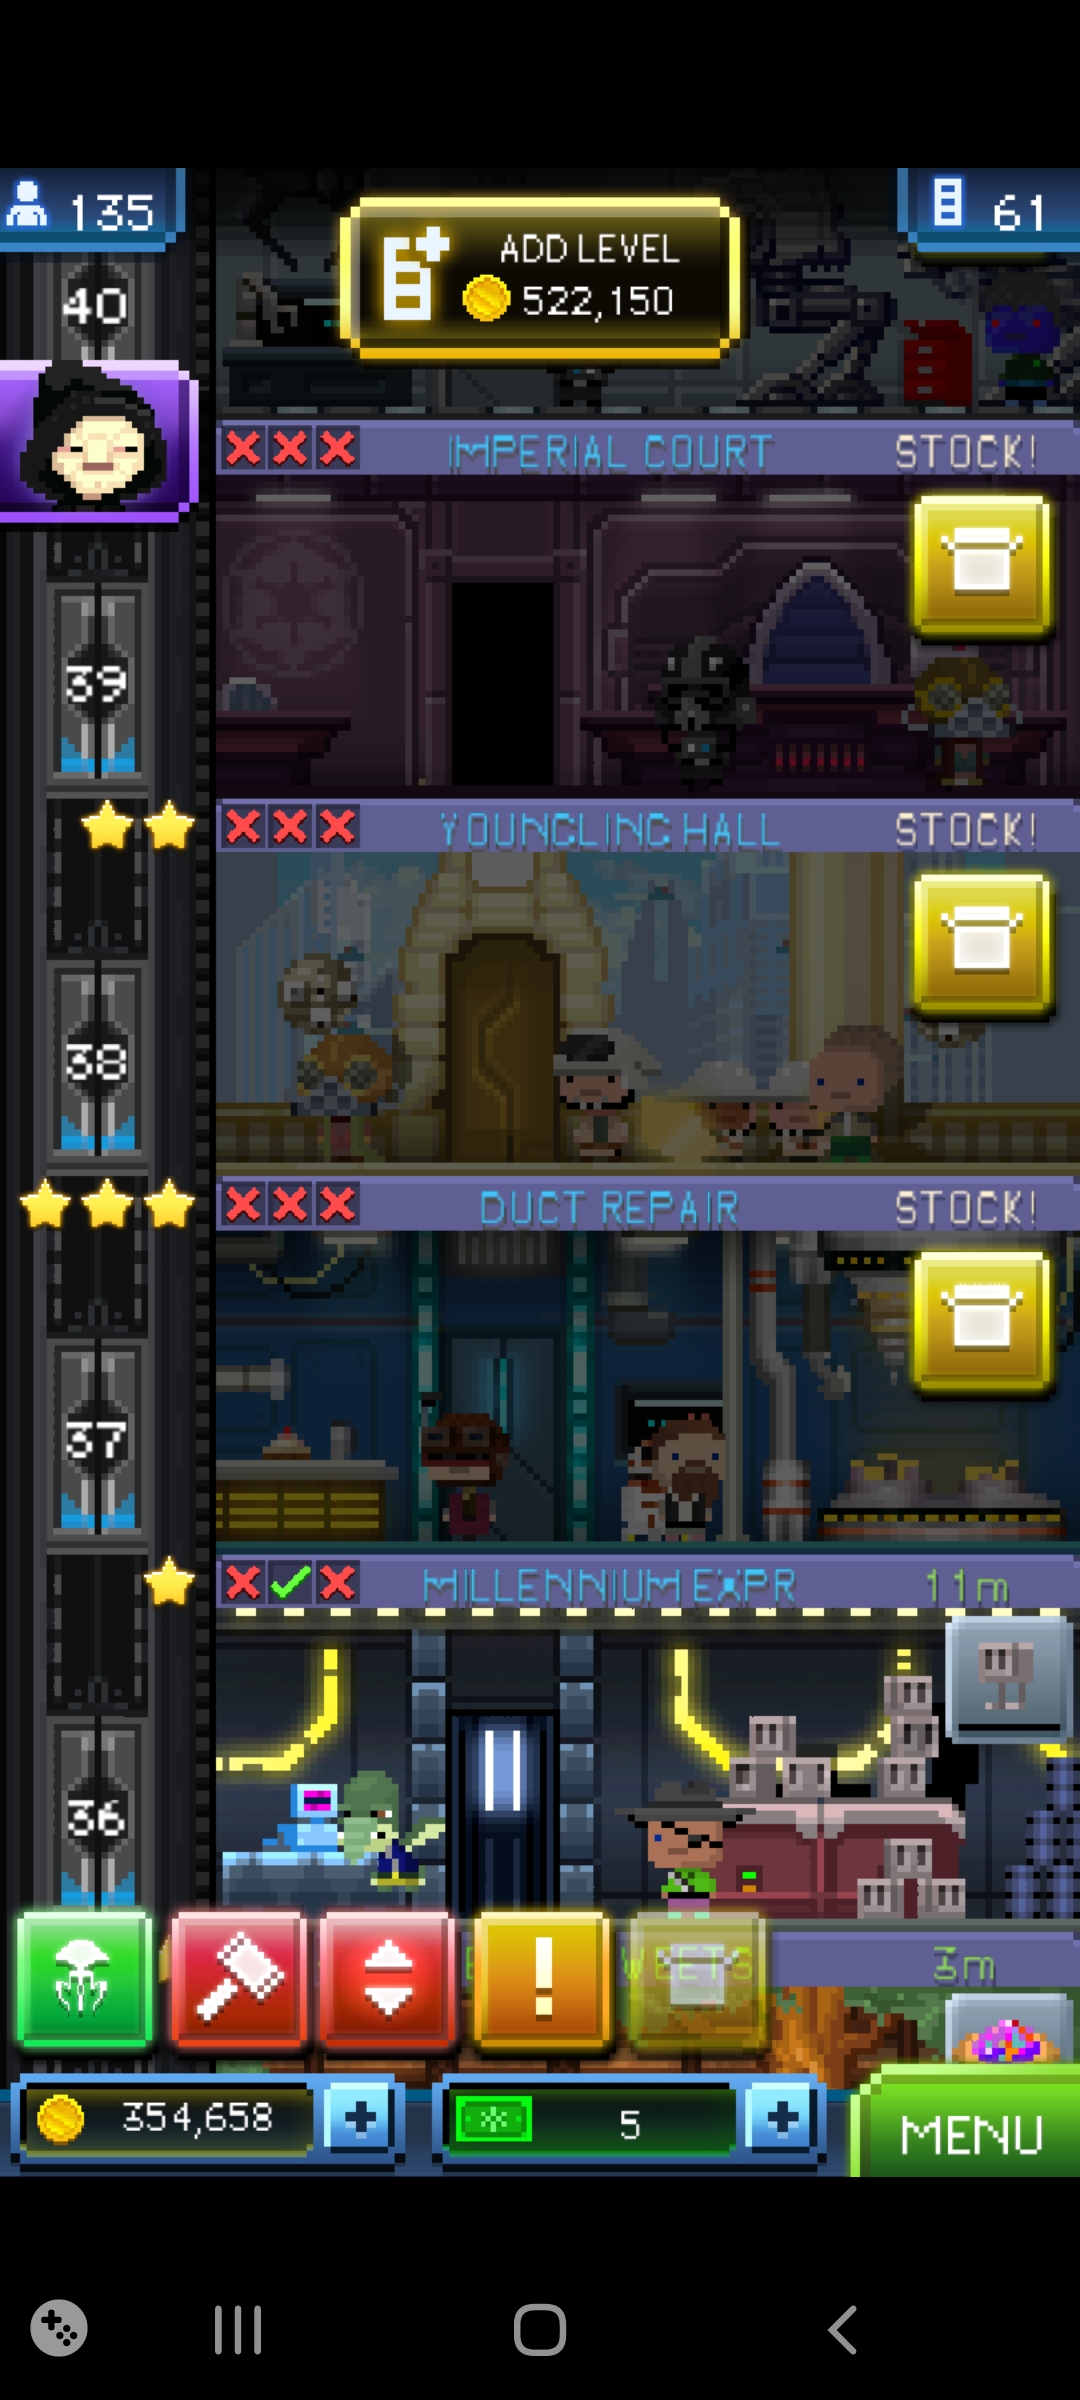 135
ADD LEVEL
522,150
61
40
IMPERIAL COURT STOCK!
39
YOUNGLING HALL STOCK!
38
DUCT REPAIR STOCK!
37
MILLENNIUM EXPR 11m
36
3m
354,658
5
MENU